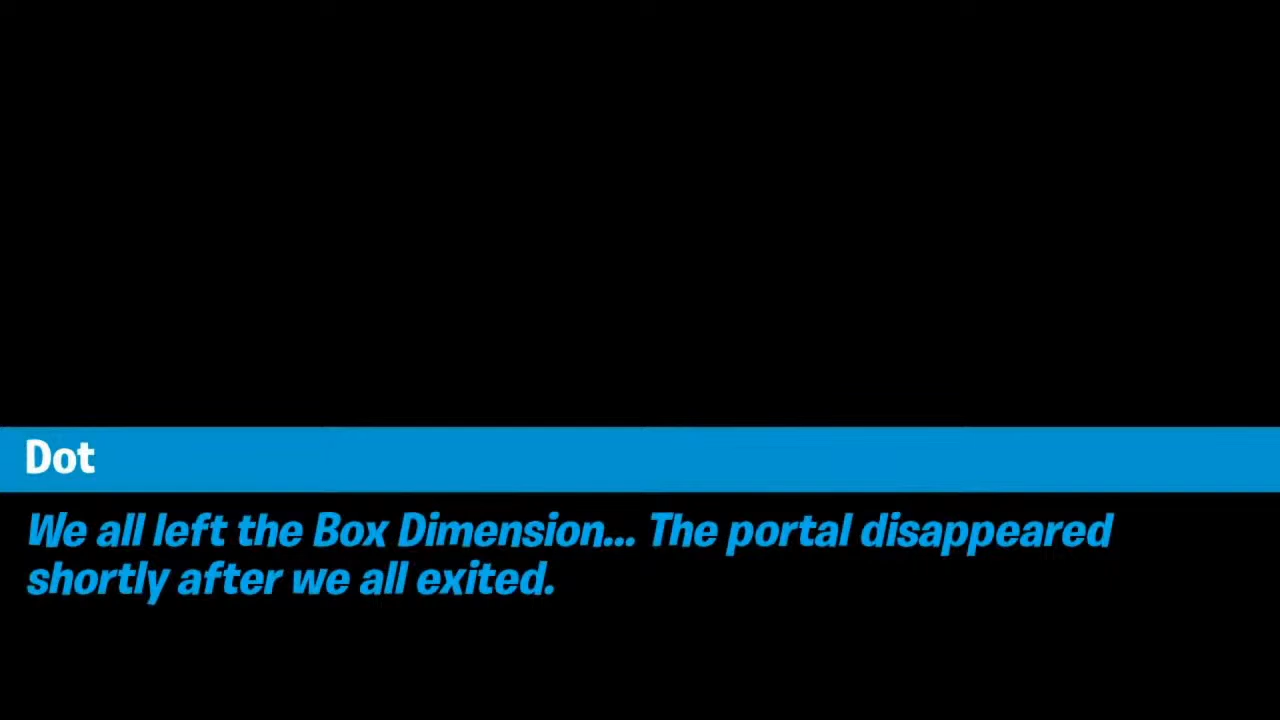 Dot
We all left the Box Dimension... The portal disappeared
shortly after we all exited.